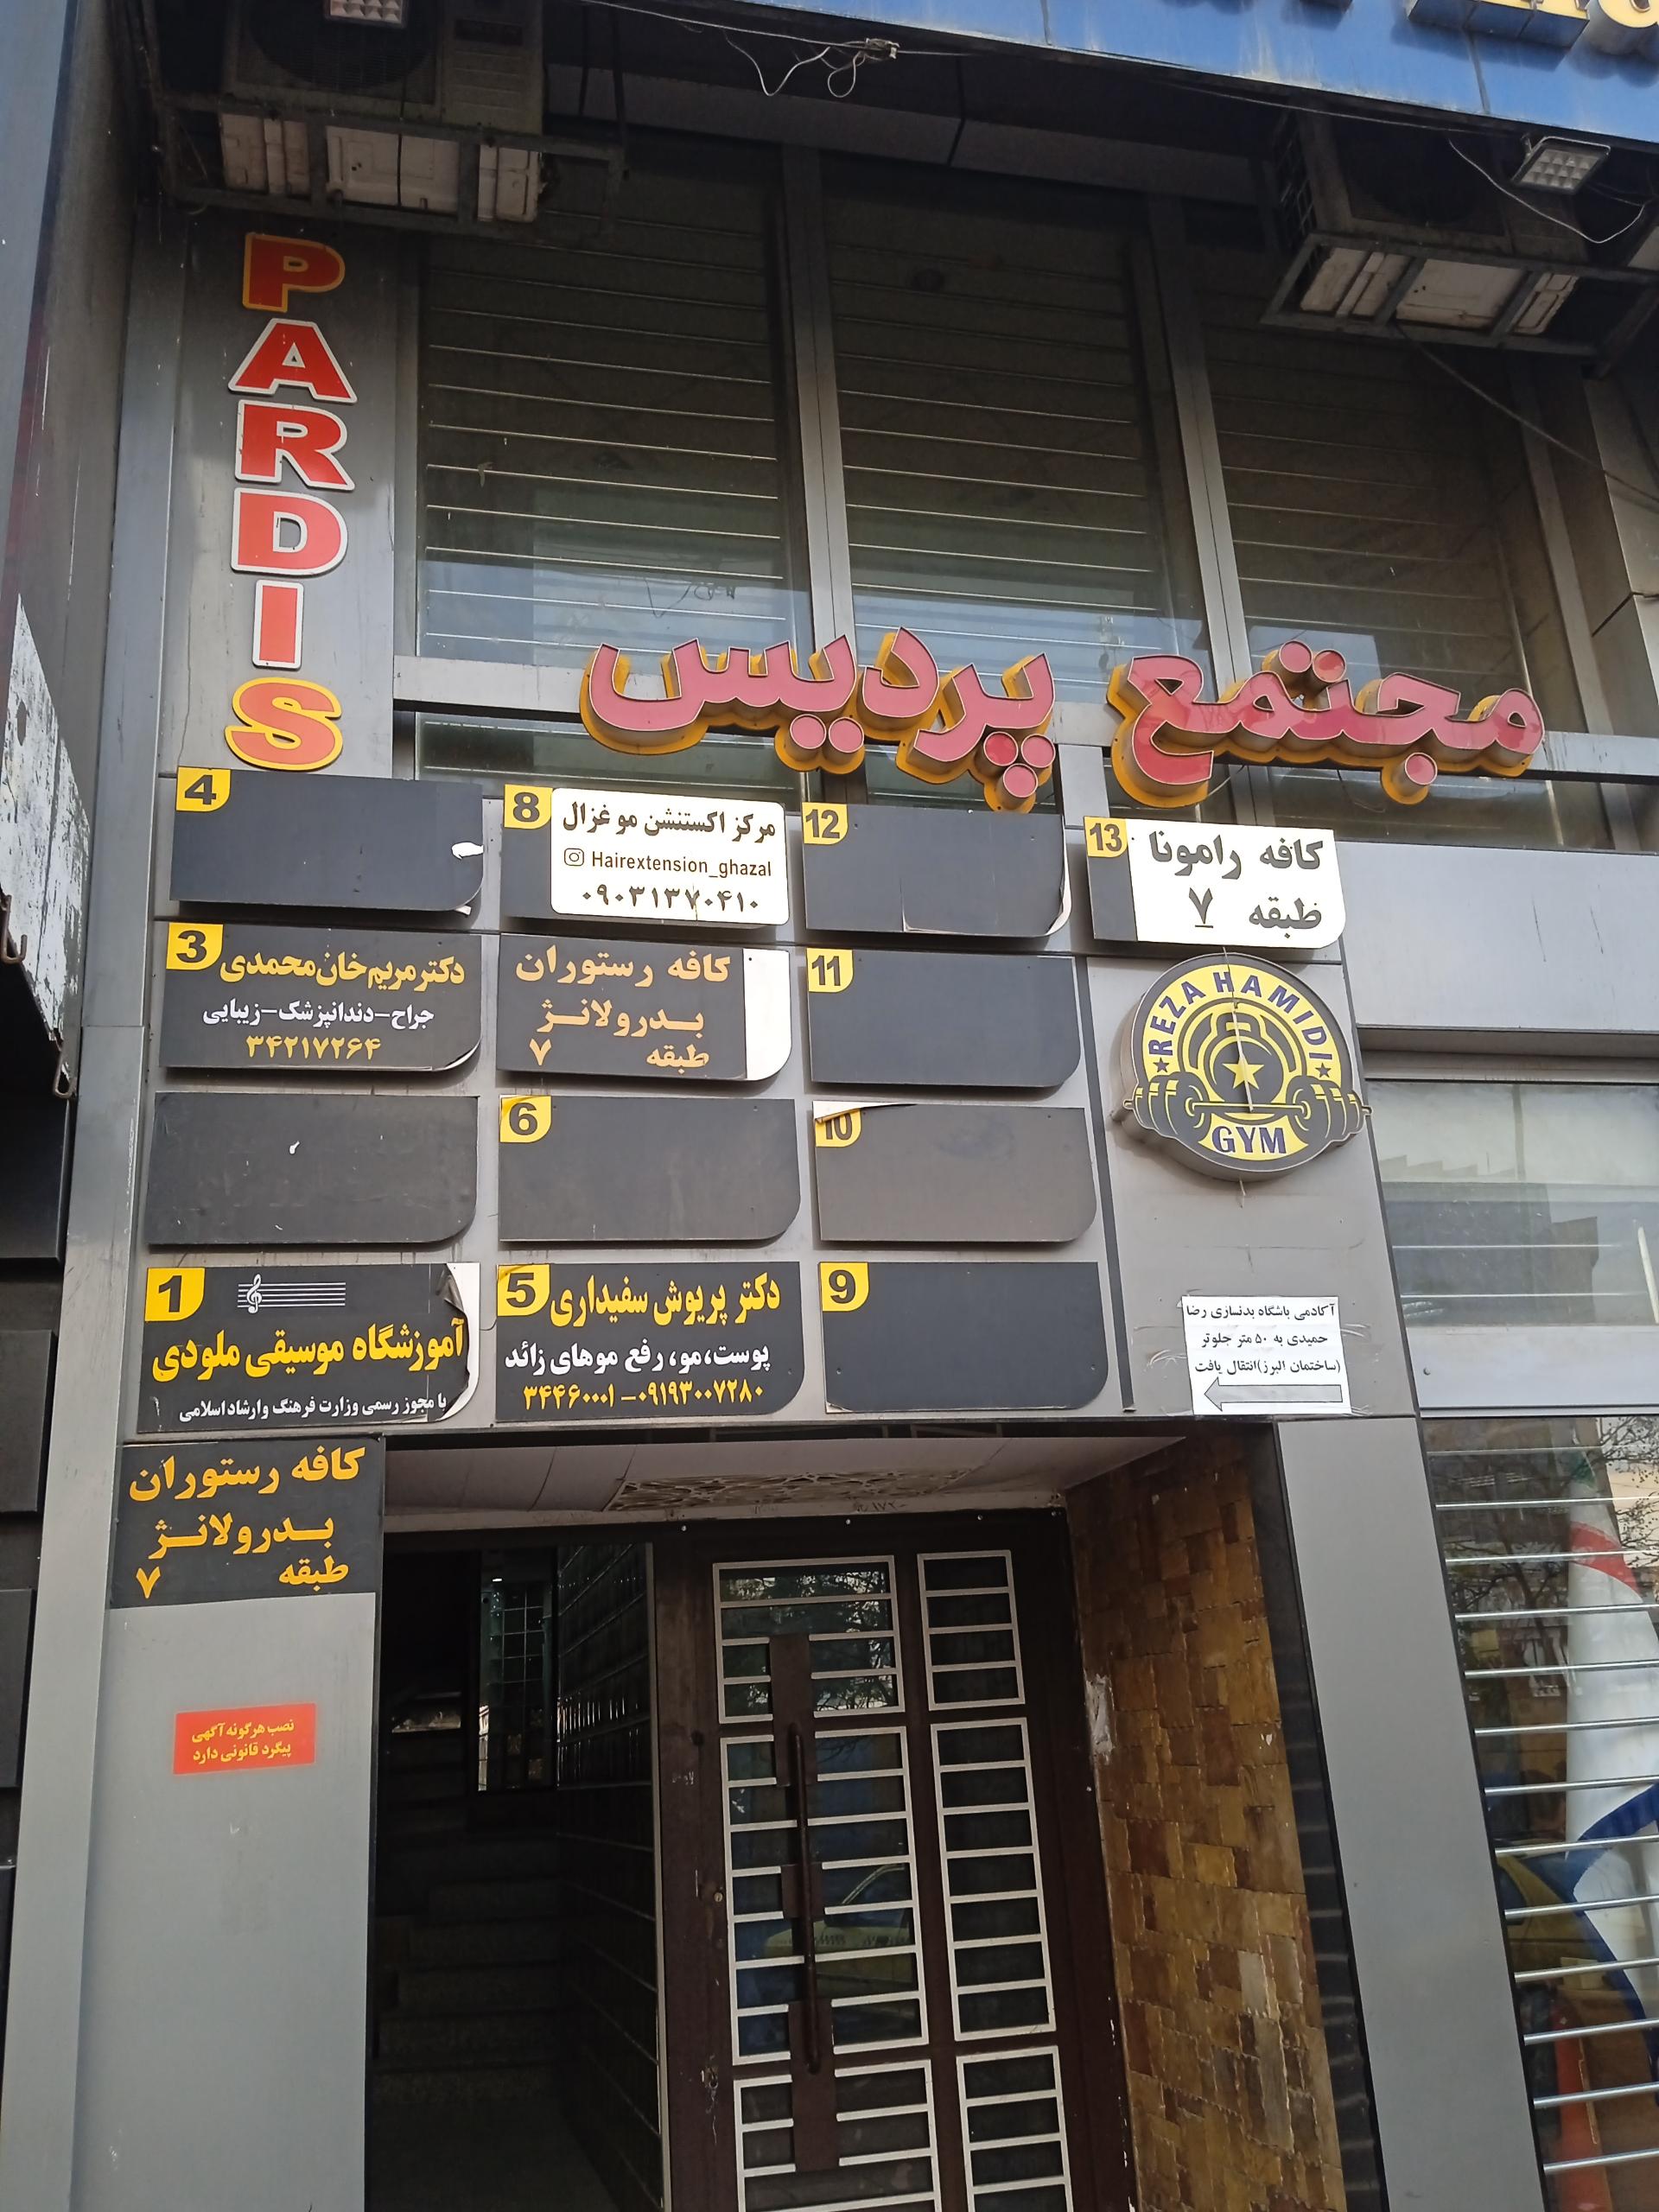 PARDIS
مجتمع پردیس
4
8
مرکز اکستنشن مو غزال
Hairextension_ghazal
۰۹۰۳۱۳۷۰۴۱۰
12
13
کافه رامونا
طبقه ۷
3
دکتر مریم خان محمدی
جراح-دندانپزشک-زیبایی
۳۴۲۱۷۲۶۴
کافه رستوران
بدرولانژ
طبقه ۷
11
REZA HAMIDI
GYM
6
10
1
آموزشگاه موسیقی ملودی
با مجوز رسمی وزارت فرهنگ و ارشاد اسلامی
5
دکتر پریوش سفیداری
پوست، مو، رفع موهای زائد
۳۴۴۶۰۰۰۱-۰۹۱۹۳۰۰۷۲۸۰
9
آکادمی باشگاه بدنسازی رضا
حمیدی به ۵۰ متر جلوتر
(ساختمان البرز)انتقال یافت
کافه رستوران
بدرولانژ
طبقه ۷
نصب هرگونه آگهی
پیگرد قانونی دارد